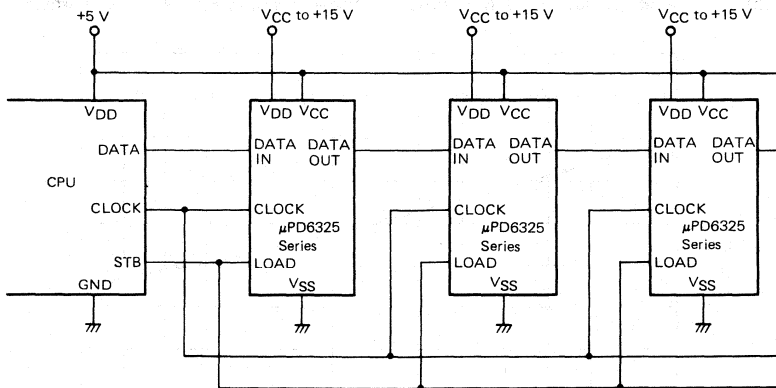 +5 V
VCC to +15 V
VCC to +15 V
VCC to +15 V
VDD
VDD VCC
VDD VCC
VDD VCC
DATA
DATA IN
DATA OUT
DATA IN
DATA OUT
DATA IN
DATA OUT
CPU
CLOCK
CLOCK
CLOCK
CLOCK
μPD6325
Series
μPD6325
Series
μPD6325
Series
STB
LOAD
LOAD
LOAD
GND
VSS
VSS
VSS